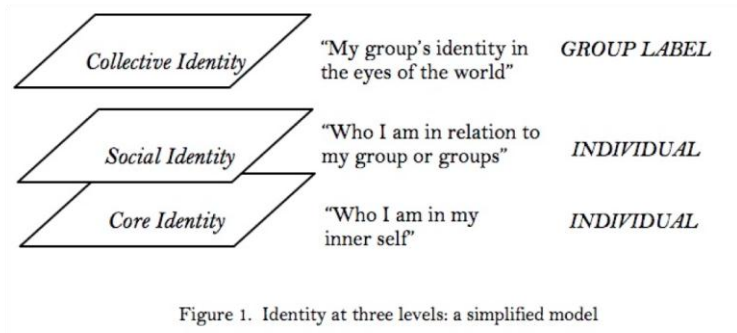 Collective Identity
"My group's identity in
the eyes of the world"
GROUP LABEL
Social Identity
"Who I am in relation to
my group or groups"
INDIVIDUAL
Core Identity
"Who I am in my
inner self"
INDIVIDUAL
Figure 1. Identity at three levels: a simplified model